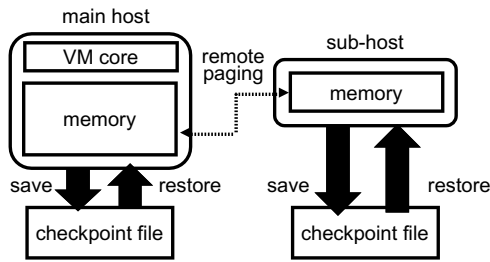 main host
VM core
memory
remote
paging
sub-host
memory
save
restore
save
restore
checkpoint file
checkpoint file